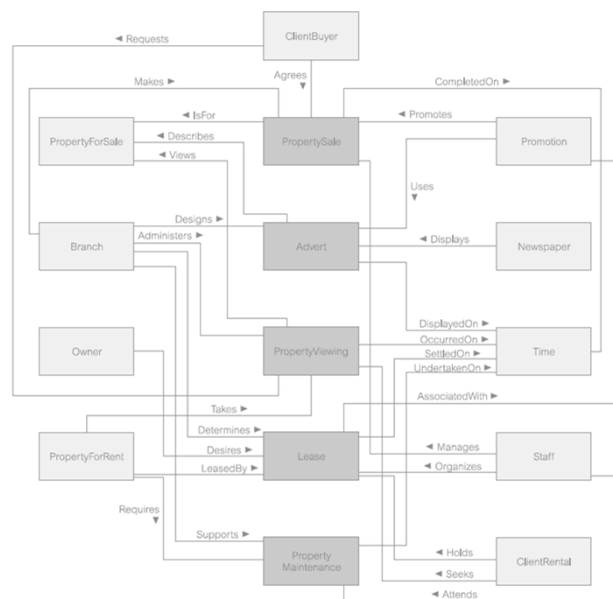 ClientBuyer
◄ Requests
Agrees
▼
Makes ►
CompletedOn
◄ IsFor
◄ Promotes
PropertyForSale
◄ Describes
PropertySale
Promotion
◄ Views
Uses
▼
Designs ►
Branch
Administers ►
Advert
◄ Displays
Newspaper
DisplayedOn ►
OccurredOn ►
Owner
PropertyViewing
SettledOn ►
Time
UndertakenOn ►
AssociatedWith ►
Takes ►
Determines ►
◄ Manages
PropertyForRent
Desires ►
Lease
Staff
LeasedBy ►
◄ Organizes
Requires
▼
Supports ►
Property
Maintenance
◄ Holds
ClientRental
◄ Seeks
◄ Attends